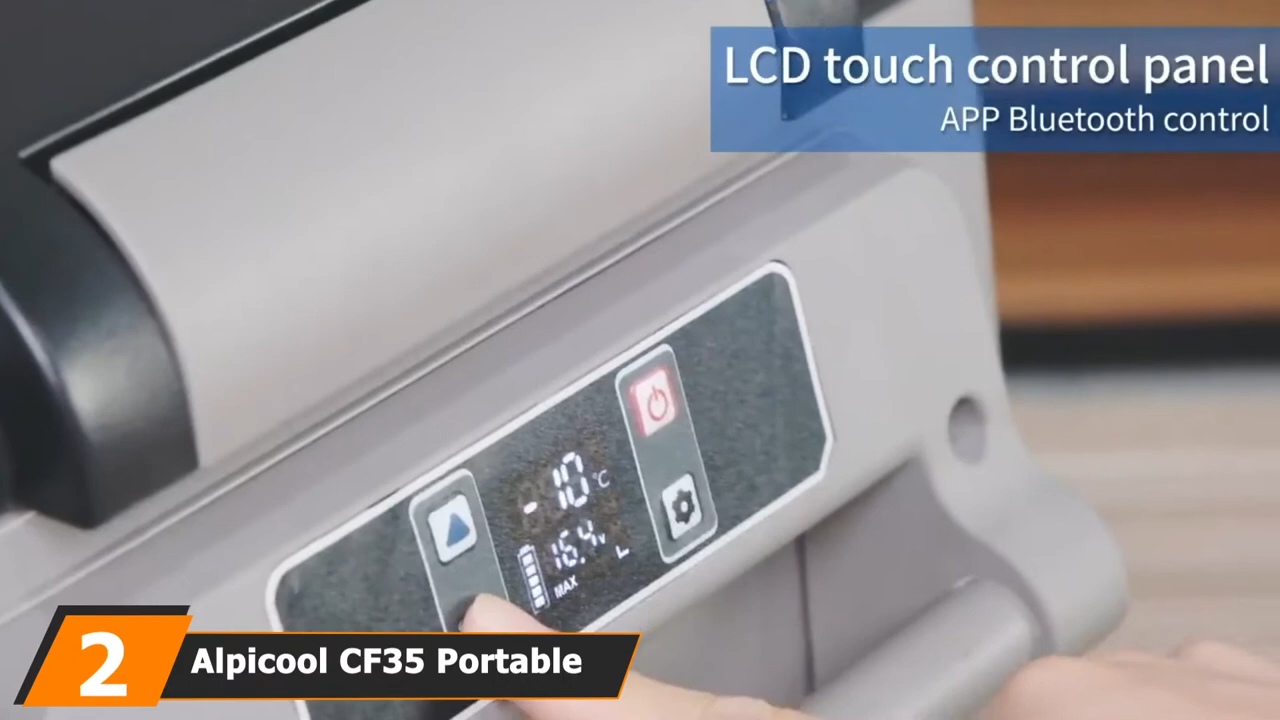 LCD touch control panel
APP Bluetooth control
-10°C
16.4v
MAX
L
2
Alpicool CF35 Portable